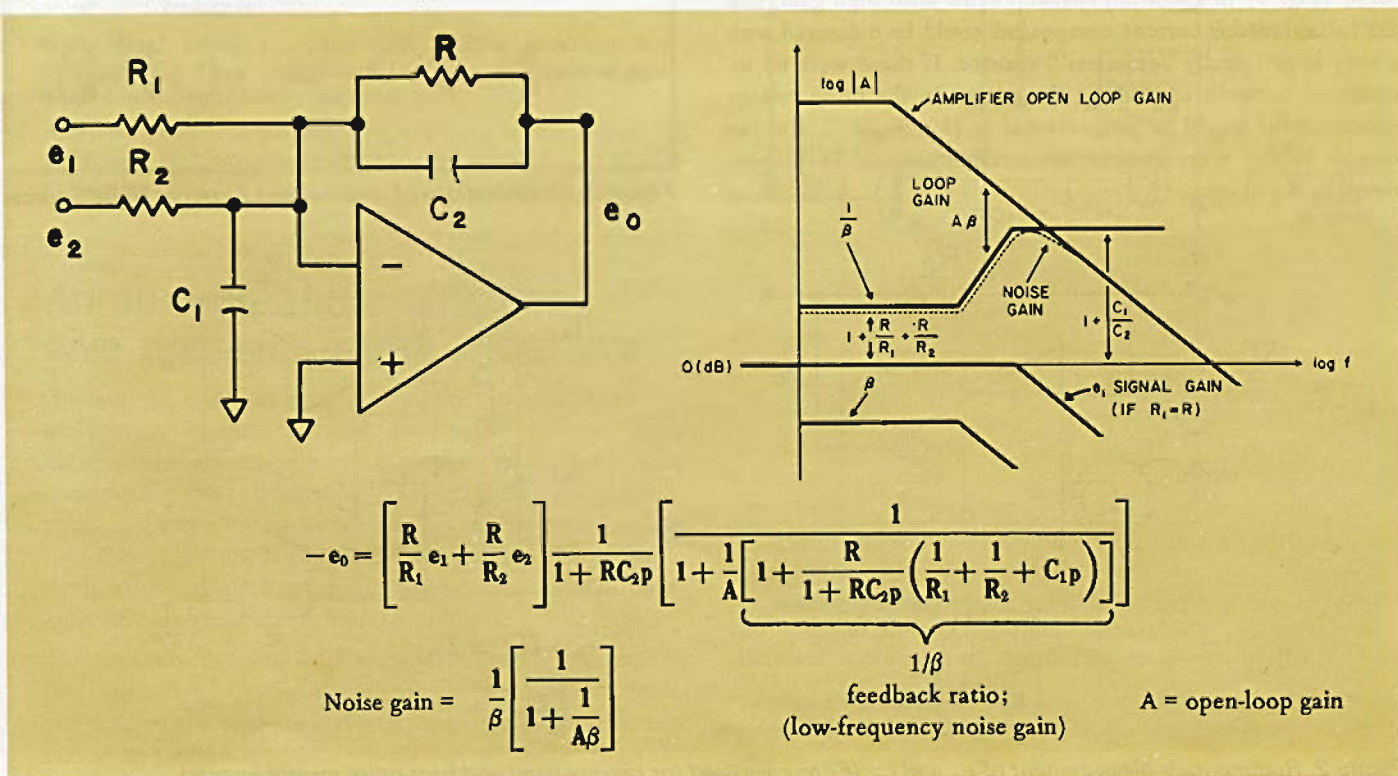 R
R₁
e₁
R₂
C₂
e₂
e₀
C₁
−
+
log |A|
AMPLIFIER OPEN LOOP GAIN
LOOP
GAIN
Aβ
1/β
NOISE
GAIN
1 + R/R₁ + R/R₂
1 + C₁/C₂
0(dB)
log f
β
e₁ SIGNAL GAIN
(IF R₁=R)
−e₀ = [R/R₁ e₁ + R/R₂ e₂] 1/(1 + RC₂p) [1/(1 + 1/A [1 + R/(1 + RC₂p) (1/R₁ + 1/R₂ + C₁p)])]
1/β
feedback ratio;
(low-frequency noise gain)
Noise gain = 1/β [1/(1 + 1/Aβ)]
A = open-loop gain